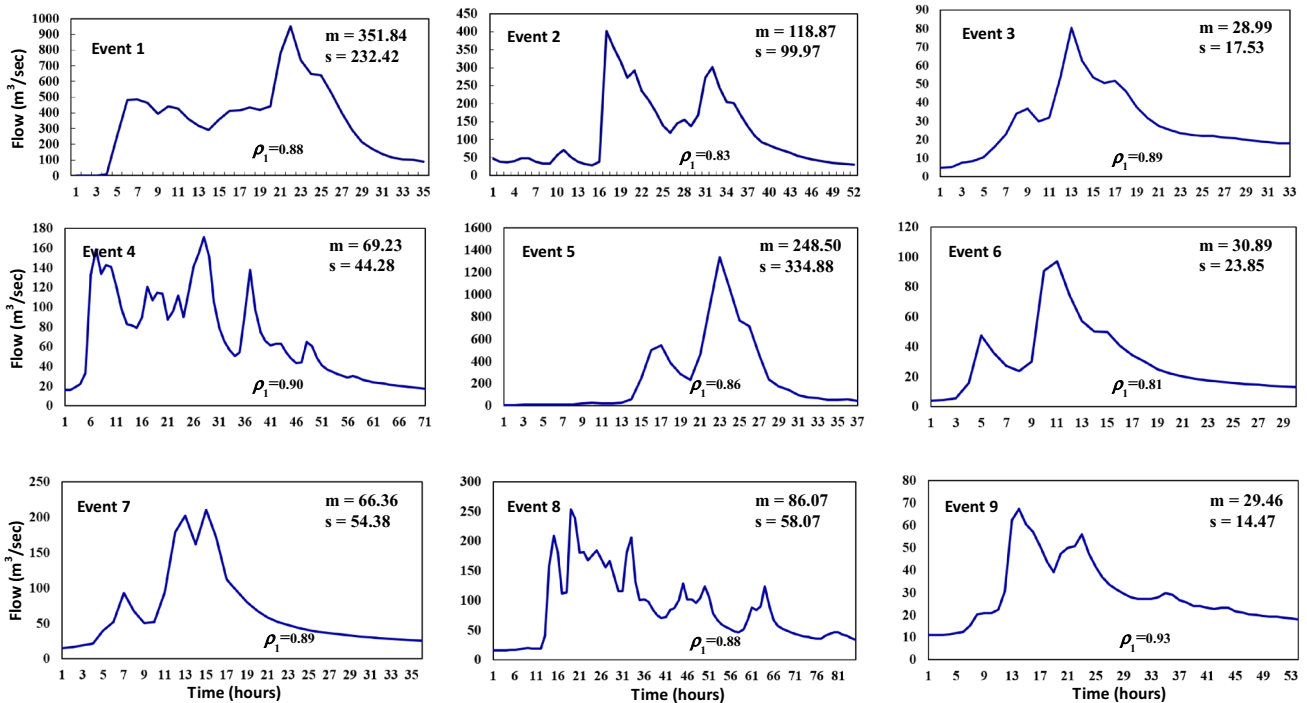 Event 1
m = 351.84
s = 232.42
ρ1=0.88
Flow (m3/sec)
1000
900
800
700
600
500
400
300
200
100
0
1 3 5 7 9 11 13 15 17 19 21 23 25 27 29 31 33 35
Event 2
m = 118.87
s = 99.97
ρ1=0.83
450
400
350
300
250
200
150
100
50
0
1 4 7 10 13 16 19 22 25 28 31 34 37 40 43 46 49 52
Event 3
m = 28.99
s = 17.53
ρ1=0.89
90
80
70
60
50
40
30
20
10
0
1 3 5 7 9 11 13 15 17 19 21 23 25 27 29 31 33
Event 4
m = 69.23
s = 44.28
ρ1=0.90
Flow (m3/sec)
180
160
140
120
100
80
60
40
20
0
1 6 11 16 21 26 31 36 41 46 51 56 61 66 71
Event 5
m = 248.50
s = 334.88
ρ1=0.86
1600
1400
1200
1000
800
600
400
200
0
1 3 5 7 9 11 13 15 17 19 21 23 25 27 29 31 33 35 37
Event 6
m = 30.89
s = 23.85
ρ1=0.81
120
100
80
60
40
20
0
1 3 5 7 9 11 13 15 17 19 21 23 25 27 29
Event 7
m = 66.36
s = 54.38
ρ1=0.89
Flow (m3/sec)
250
200
150
100
50
0
1 3 5 7 9 11 13 15 17 19 21 23 25 27 29 31 33 35
Time (hours)
Event 8
m = 86.07
s = 58.07
ρ1=0.88
300
250
200
150
100
50
0
1 6 11 16 21 26 31 36 41 46 51 56 61 66 71 76 81
Time (hours)
Event 9
m = 29.46
s = 14.47
ρ1=0.93
80
70
60
50
40
30
20
10
0
1 5 9 13 17 21 25 29 33 37 41 45 49 53
Time (hours)